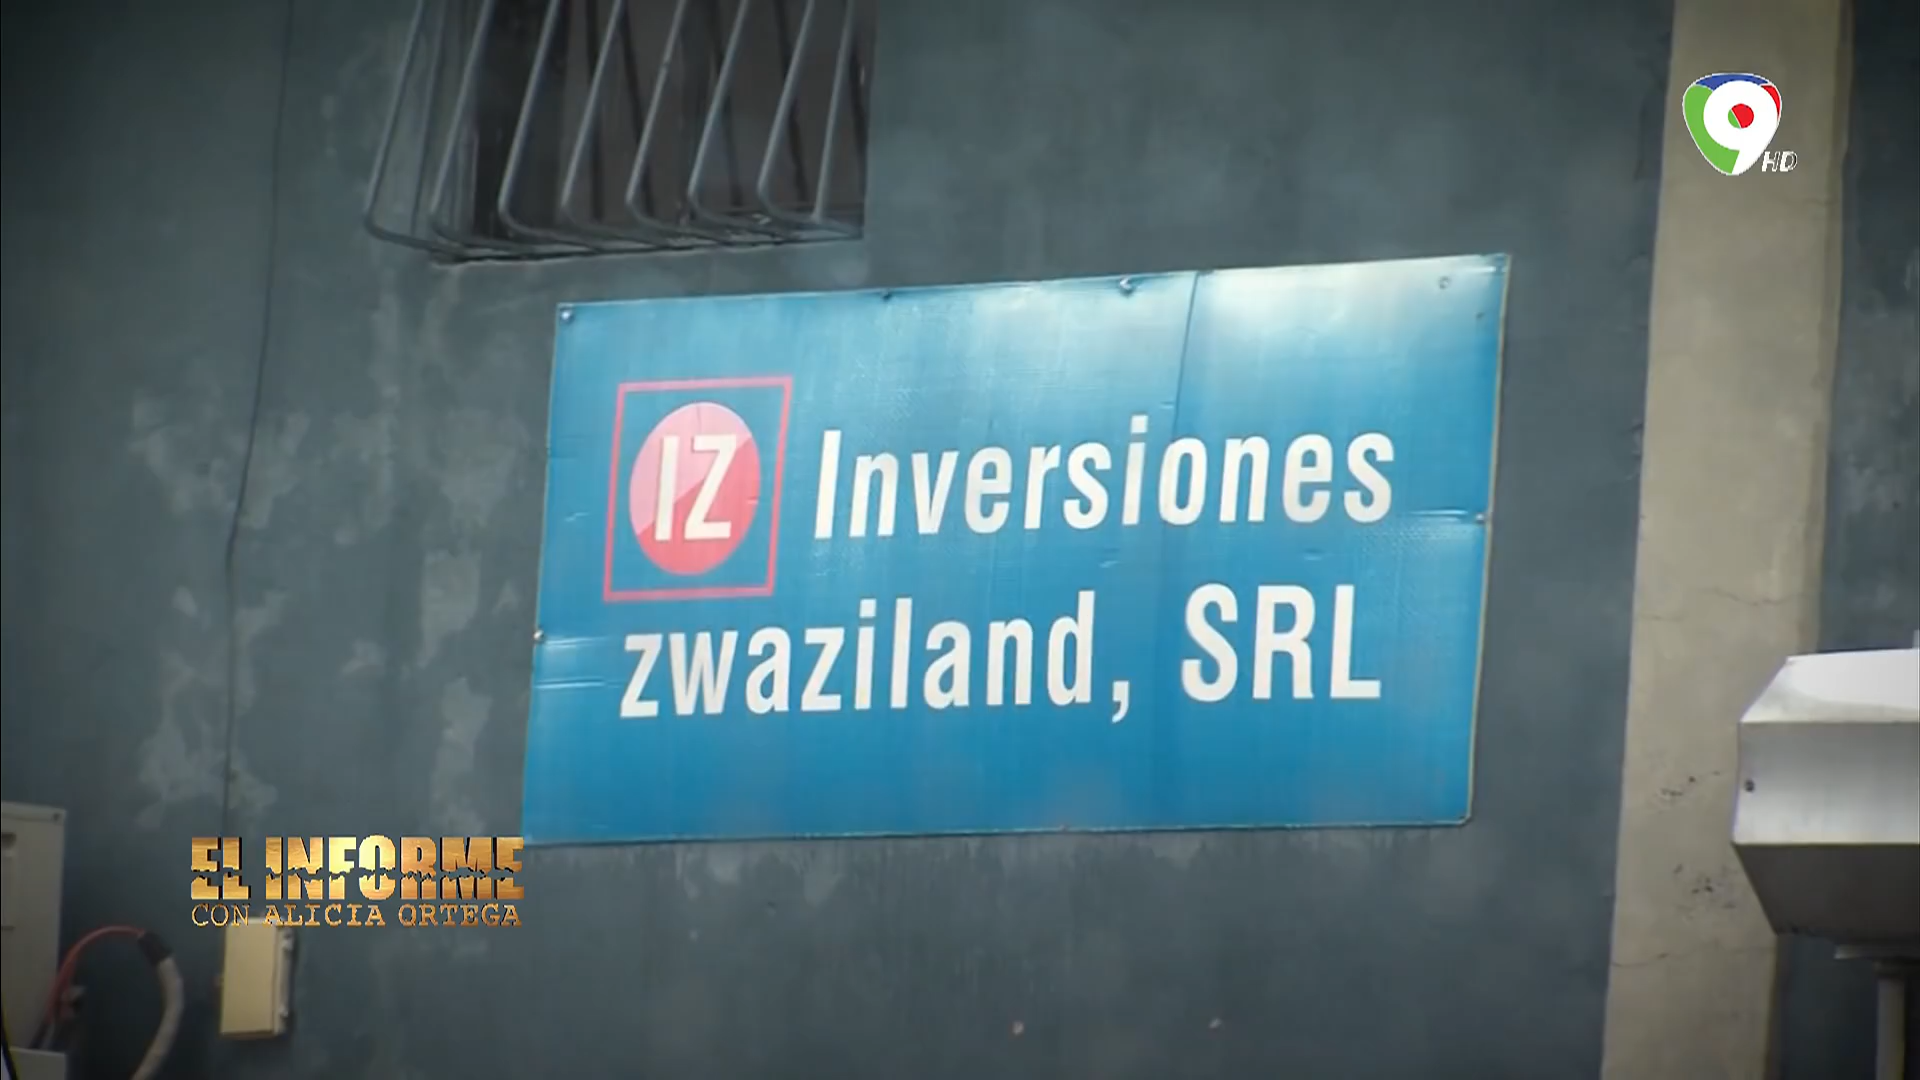 9 HD
IZ Inversiones
zwaziland, SRL
EL INFORME
CON ALICIA ORTEGA